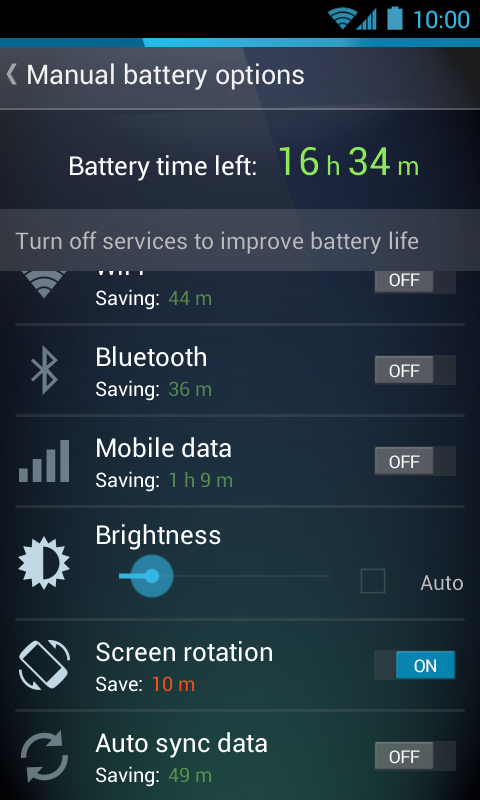 10:00
Manual battery options
Battery time left: 16 h 34 m
Turn off services to improve battery life
OFF
Saving: 44 m
Bluetooth
OFF
Saving: 36 m
Mobile data
OFF
Saving: 1 h 9 m
Brightness
Auto
Screen rotation
ON
Save: 10 m
Auto sync data
OFF
Saving: 49 m